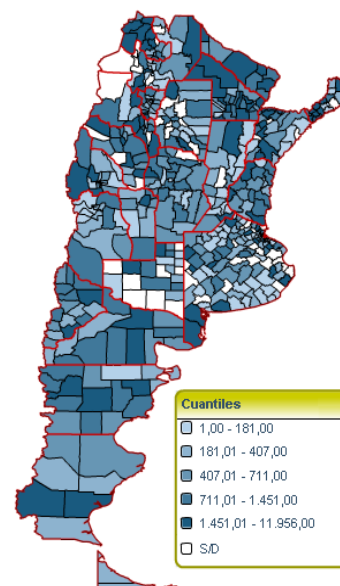 Cuantiles
1,00 - 181,00
181,01 - 407,00
407,01 - 711,00
711,01 - 1.451,00
1.451,01 - 11.956,00
S/D